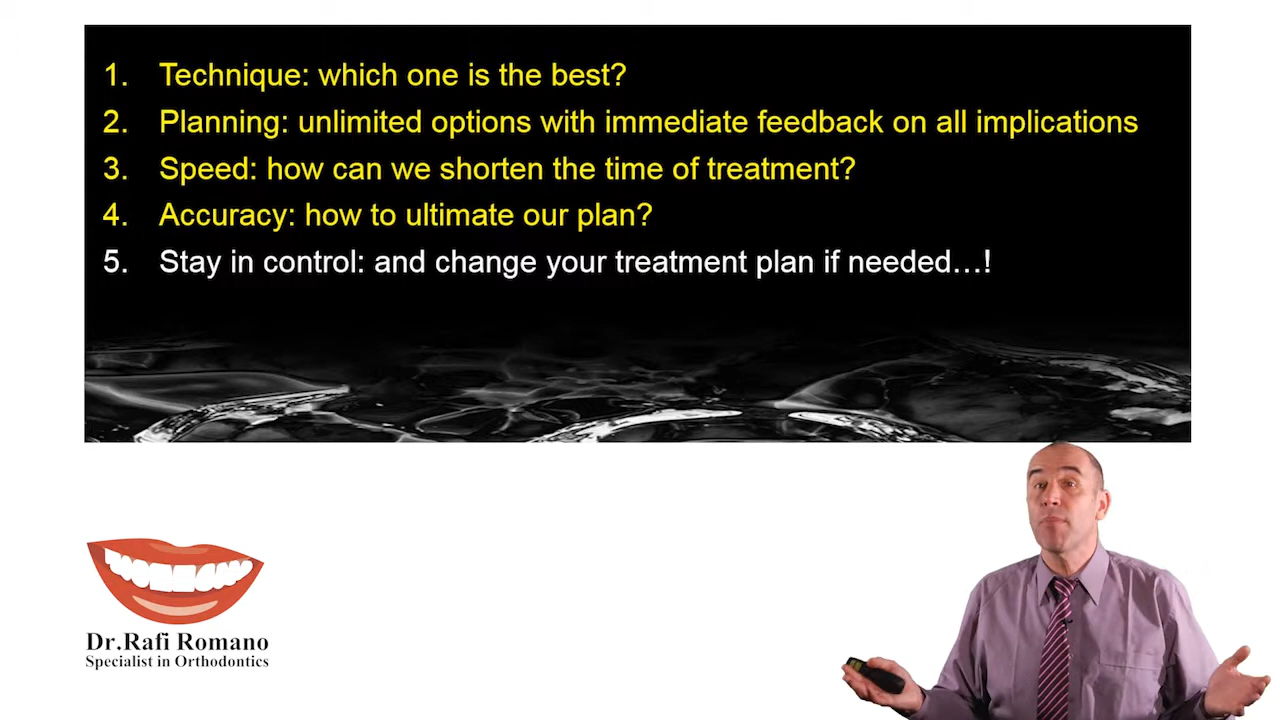 1. Technique: which one is the best?
2. Planning: unlimited options with immediate feedback on all implications
3. Speed: how can we shorten the time of treatment?
4. Accuracy: how to ultimate our plan?
5. Stay in control: and change your treatment plan if needed…!
Dr.Rafi Romano
Specialist in Orthodontics